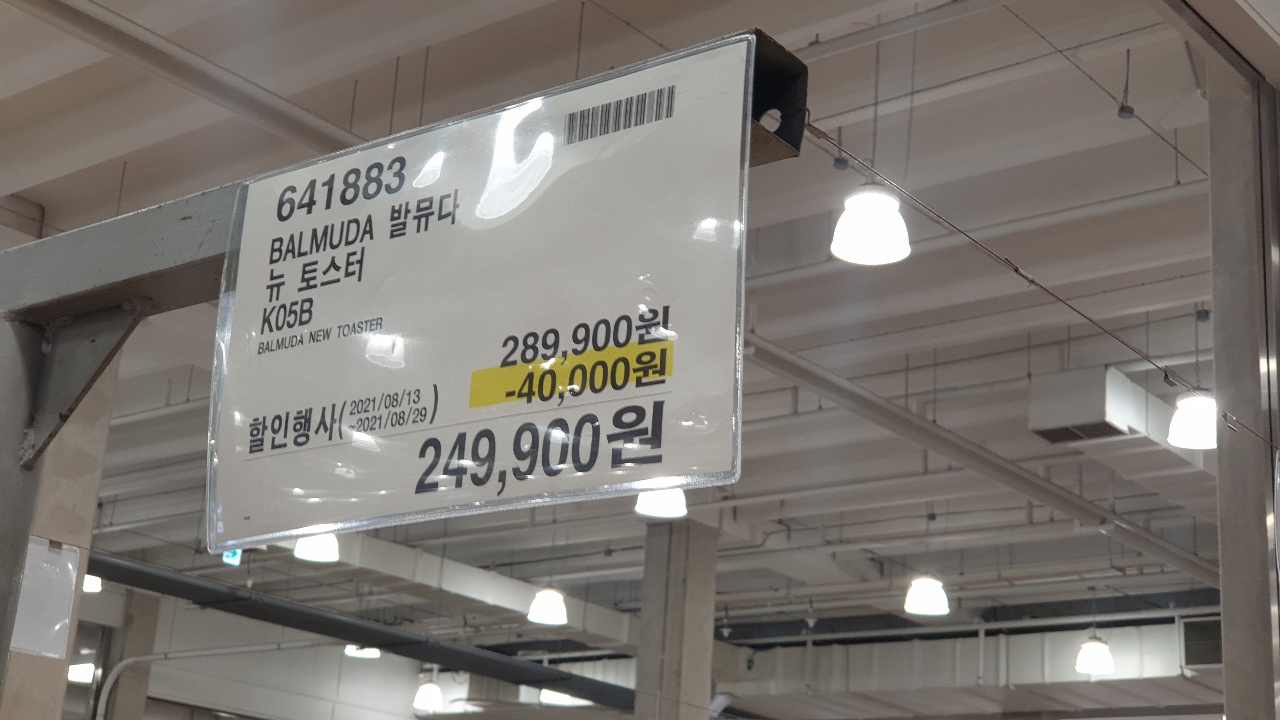 641883
BALMUDA 발뮤다
뉴 토스터
K05B
BALMUDA NEW TOASTER
289,900원
-40,000원
할인행사( 2021/08/13
~2021/08/29 )
249,900원